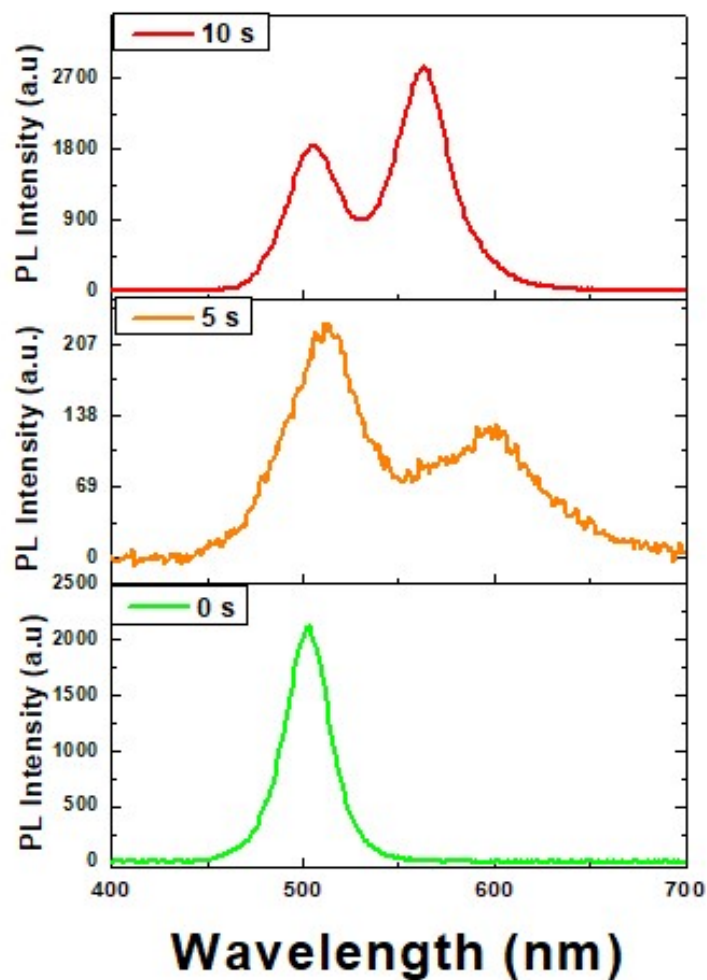 10 s
PL Intensity (a.u)
2700
1800
900
0
5 s
PL Intensity (a.u.)
207
138
69
0
0 s
PL Intensity (a.u)
2500
2000
1500
1000
500
0
400 500 600 700
Wavelength (nm)